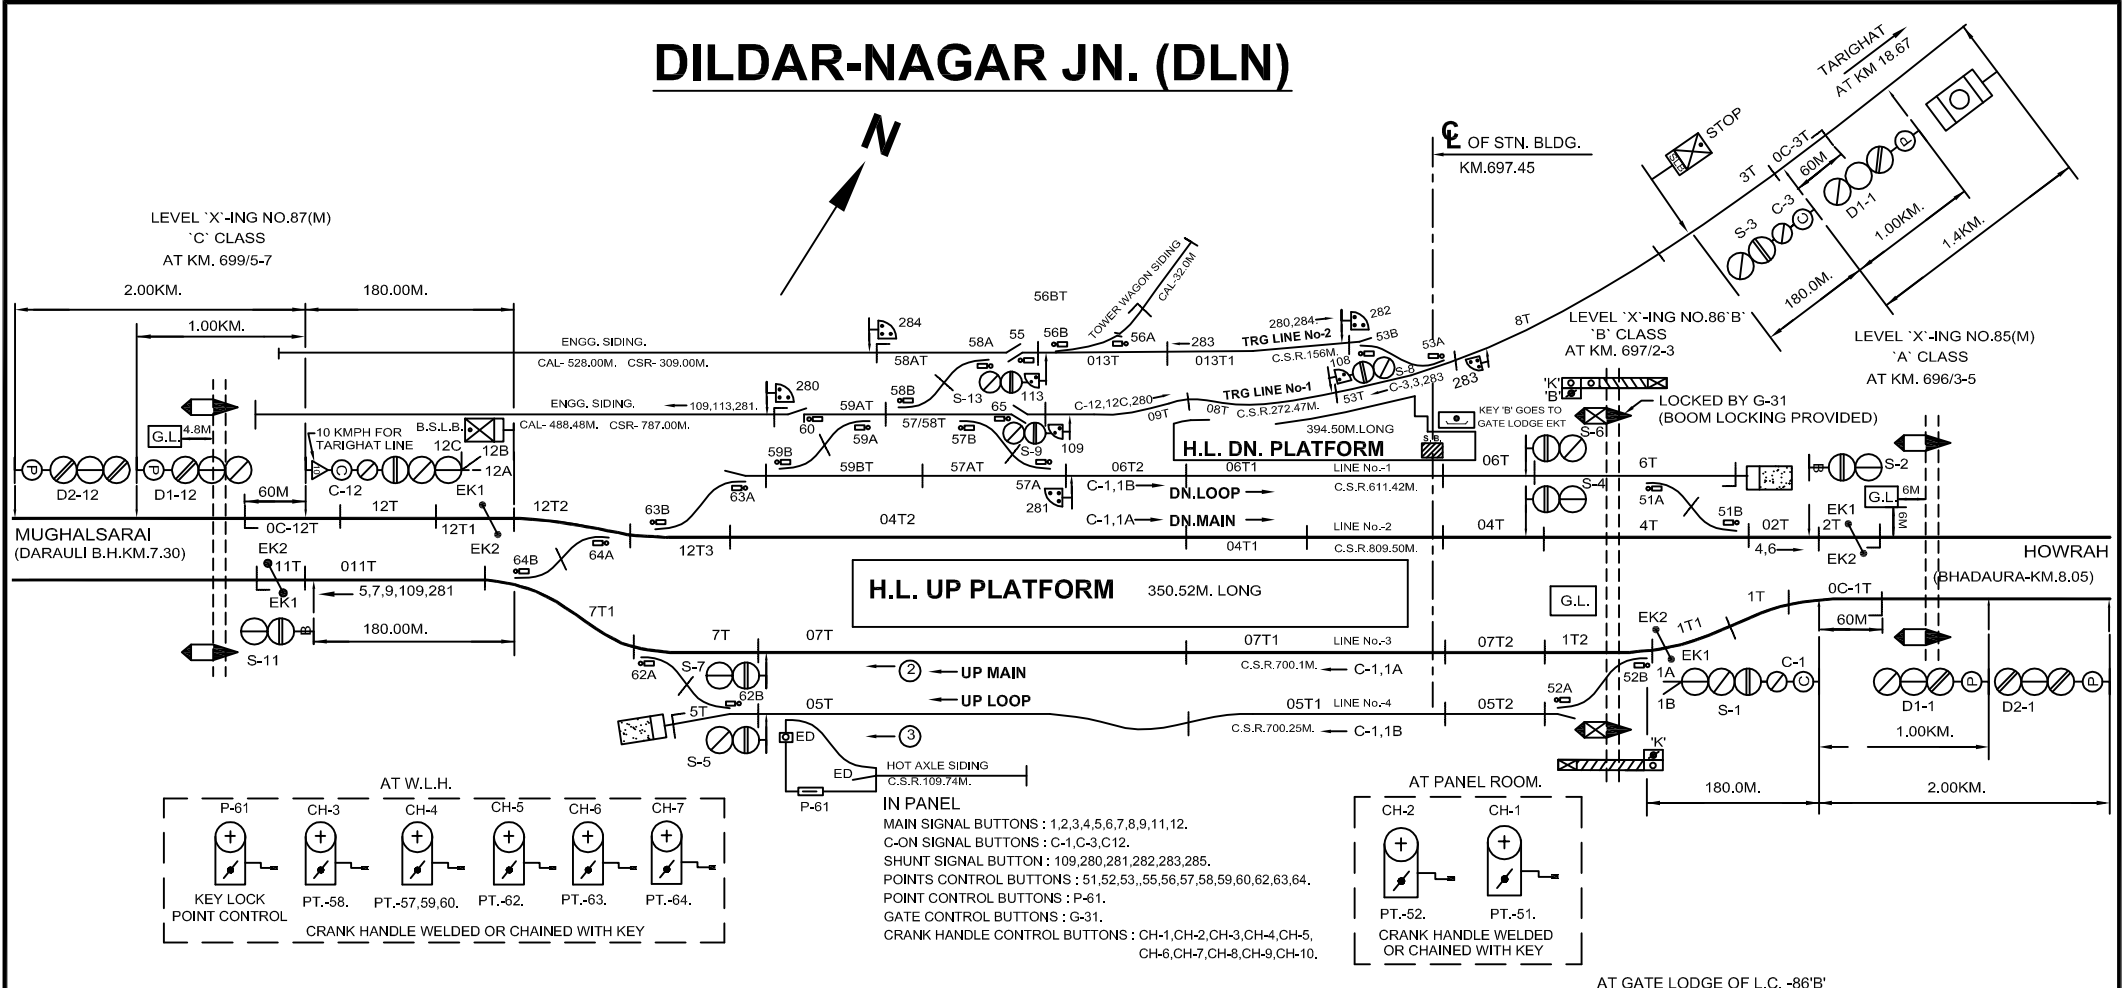 DILDAR-NAGAR JN. (DLN)
N
℄ OF STN. BLDG.
KM.697.45
TARIGHAT
AT KM 18.67
STOP
SLB
3T
0C-3T
60M
S-3
C-3
C
D1-1
P
1.00KM.
1.4KM.
180.0M.
LEVEL `X`-ING NO.87(M)
`C` CLASS
AT KM. 699/5-7
2.00KM.
180.00M.
1.00KM.
LEVEL `X`-ING NO.86`B`
`B` CLASS
AT KM. 697/2-3
LEVEL `X`-ING NO.85(M)
`A` CLASS
AT KM. 696/3-5
LOCKED BY G-31
(BOOM LOCKING PROVIDED)
'K'
'B'
KEY `B' GOES TO
GATE LODGE EKT
TOWER WAGON SIDING
CAL-32.0M
ENGG. SIDING.
CAL- 528.00M. CSR- 309.00M.
284
58AT
58A
55
56BT
56B
56A
013T
283
013T1
280,284.
TRG LINE No-2
C.S.R.156M.
282
53B
53A
8T
S-13
113
108
S-8
C-3,3,283
283
53T
ENGG. SIDING.
CAL- 488.48M. CSR- 787.00M.
109,113,281.
280
60
59AT
58B
57/58T
65
C-12,12C,280
09T
08T
TRG LINE No-1
C.S.R.272.47M.
59A
57B
S-9
109
59B
59BT
57AT
57A
281
394.50M.LONG
H.L. DN. PLATFORM
S.B.
06T2
06T1
LINE No.-1
C.S.R.611.42M.
06T
S-6
S-4
6T
51A
51B
B
S-2
G.L.
6M
6M
G.L.
4.8M
10 KMPH FOR
TARIGHAT LINE
B.S.L.B.
12C
12B
12A
10
C
C-12
P
D2-12
P
D1-12
60M
0C-12T
12T
12T1
EK1
EK2
12T2
63B
63A
C-1,1B
DN.LOOP
C-1,1A
DN.MAIN
MUGHALSARAI
(DARAULI B.H.KM.7.30)
64B
64A
12T3
04T2
04T1
LINE No.-2
C.S.R.809.50M.
04T
4T
02T
2T
4,6
EK1
EK2
HOWRAH
(BHADAURA-KM.8.05)
EK2
11T
EK1
011T
5,7,9,109,281
180.00M.
B
S-11
7T1
H.L. UP PLATFORM
350.52M. LONG
G.L.
7T
07T
07T1
LINE No.-3
C.S.R.700.1M.
C-1,1A
07T2
1T2
1T1
1T
0C-1T
60M
EK2
EK1
62A
S-7
62B
2
UP MAIN
UP LOOP
3
5T
05T
05T1
LINE No.-4
C.S.R.700.25M.
C-1,1B
05T2
52A
52B
1A
1B
C-1
C
S-1
D1-1
P
D2-1
P
1.00KM.
180.0M.
2.00KM.
'K'
S-5
ED
ED
P-61
HOT AXLE SIDING
C.S.R.109.74M.
AT W.L.H.
P-61
CH-3
CH-4
CH-5
CH-6
CH-7
KEY LOCK
POINT CONTROL
PT.-58.
PT.-57,59,60.
PT.-62.
PT.-63.
PT.-64.
CRANK HANDLE WELDED OR CHAINED WITH KEY
IN PANEL
MAIN SIGNAL BUTTONS : 1,2,3,4,5,6,7,8,9,11,12.
C-ON SIGNAL BUTTONS : C-1,C-3,C12.
SHUNT SIGNAL BUTTON : 109,280,281,282,283,285.
POINTS CONTROL BUTTONS : 51,52,53,,55,56,57,58,59,60,62,63,64.
POINT CONTROL BUTTONS : P-61.
GATE CONTROL BUTTONS : G-31.
CRANK HANDLE CONTROL BUTTONS : CH-1,CH-2,CH-3,CH-4,CH-5,
CH-6,CH-7,CH-8,CH-9,CH-10.
AT PANEL ROOM.
CH-2
CH-1
PT.-52.
PT.-51.
CRANK HANDLE WELDED
OR CHAINED WITH KEY
AT GATE LODGE OF L.C. -86'B'